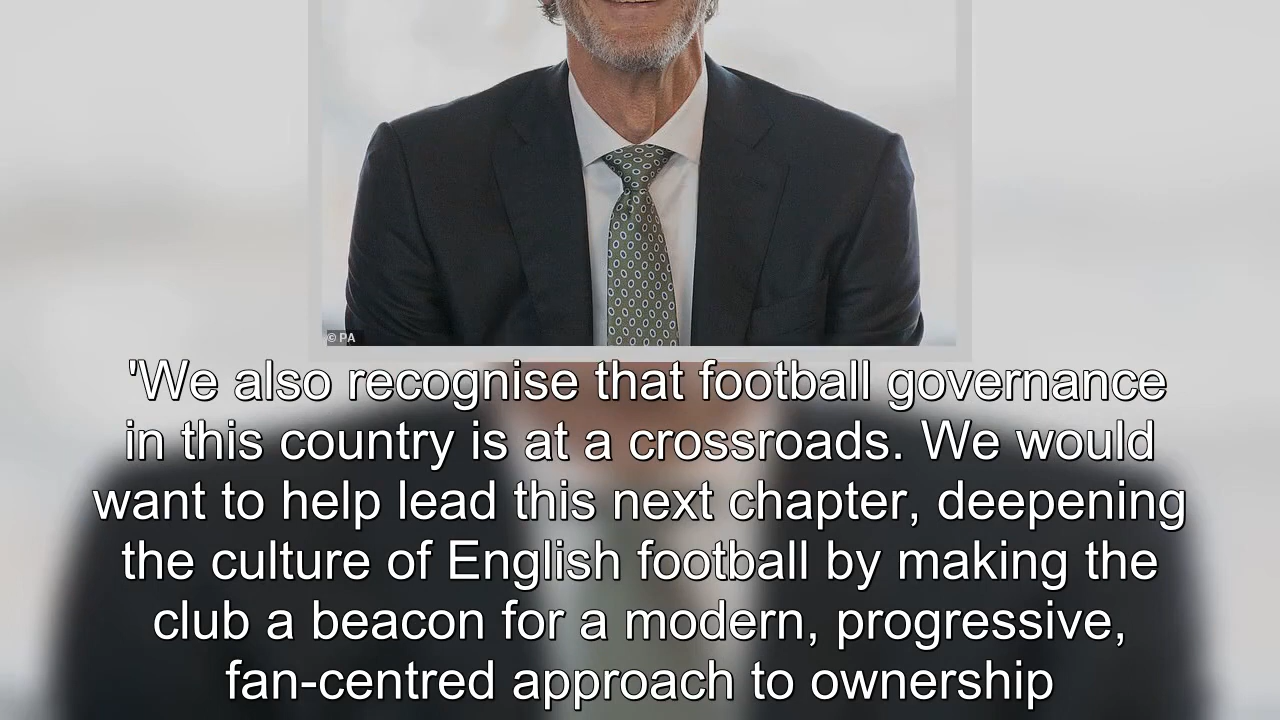 © PA
'We also recognise that football governance
in this country is at a crossroads. We would
want to help lead this next chapter, deepening
the culture of English football by making the
club a beacon for a modern, progressive,
fan-centred approach to ownership